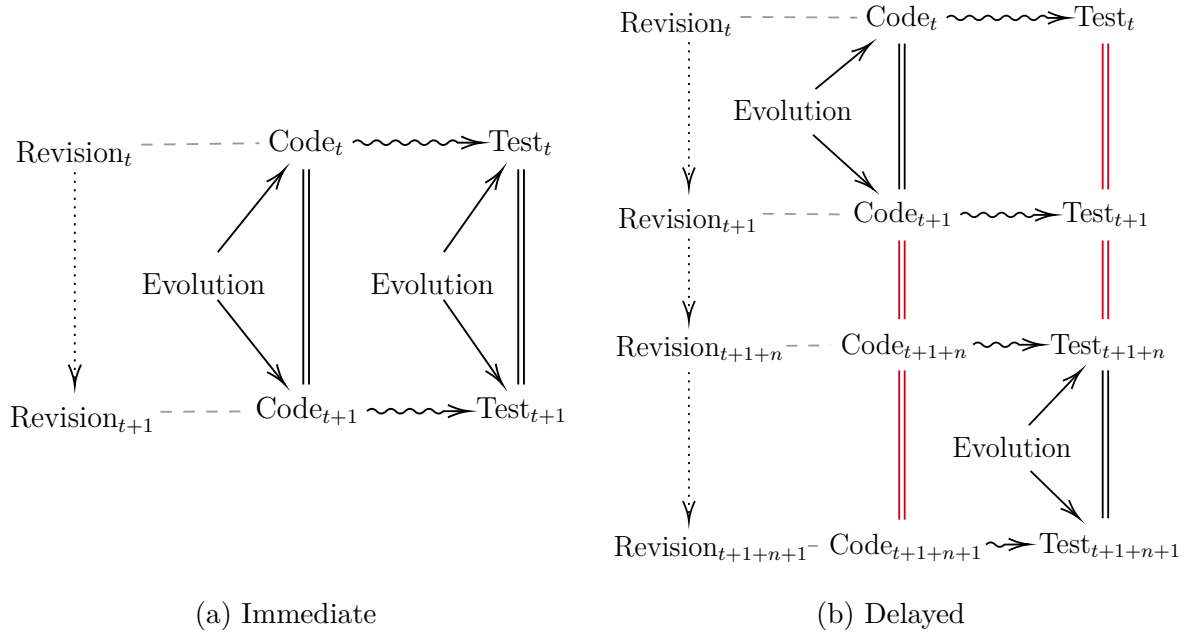 Revision_t Code_t Test_t
Evolution Evolution
Revision_{t+1} Code_{t+1} Test_{t+1}
(a) Immediate
Revision_t Code_t Test_t
Evolution
Revision_{t+1} Code_{t+1} Test_{t+1}
Revision_{t+1+n} Code_{t+1+n} Test_{t+1+n}
Evolution
Revision_{t+1+n+1} Code_{t+1+n+1} Test_{t+1+n+1}
(b) Delayed